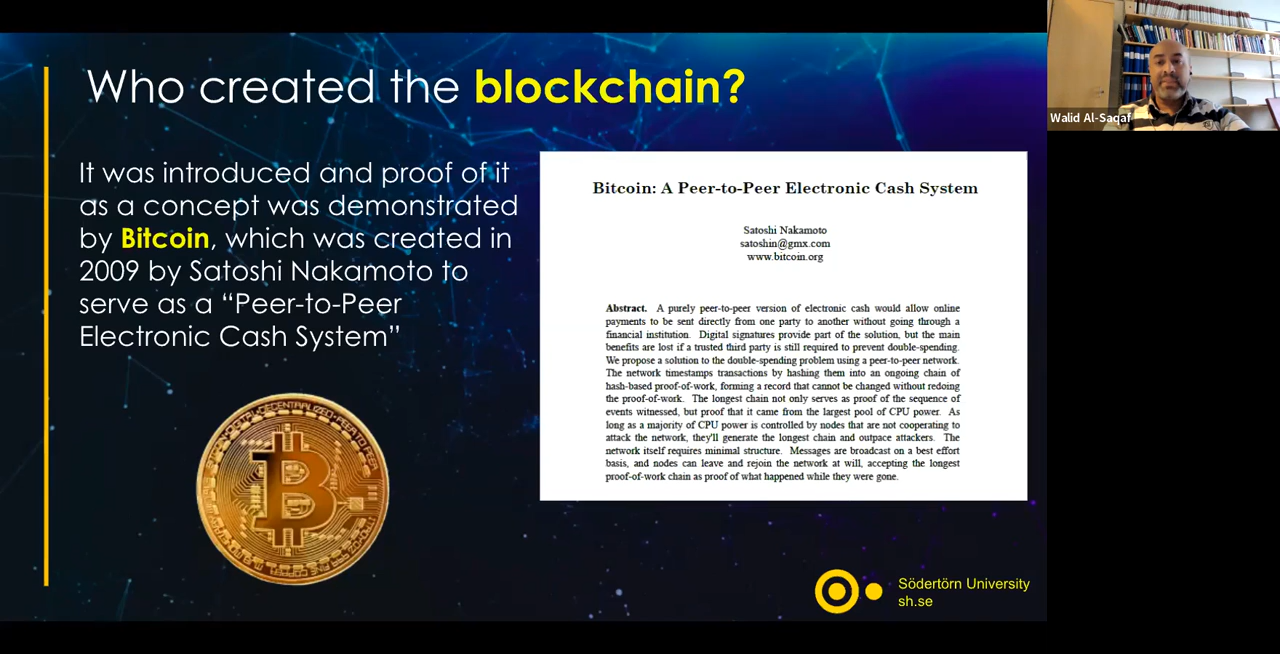 Who created the blockchain?
It was introduced and proof of it
as a concept was demonstrated
by Bitcoin, which was created in
2009 by Satoshi Nakamoto to
serve as a “Peer-to-Peer
Electronic Cash System”
Bitcoin: A Peer-to-Peer Electronic Cash System
Satoshi Nakamoto
satoshin@gmx.com
www.bitcoin.org
Abstract. A purely peer-to-peer version of electronic cash would allow online
payments to be sent directly from one party to another without going through a
financial institution. Digital signatures provide part of the solution, but the main
benefits are lost if a trusted third party is still required to prevent double-spending.
We propose a solution to the double-spending problem using a peer-to-peer network.
The network timestamps transactions by hashing them into an ongoing chain of
hash-based proof-of-work, forming a record that cannot be changed without redoing
the proof-of-work. The longest chain not only serves as proof of the sequence of
events witnessed, but proof that it came from the largest pool of CPU power. As
long as a majority of CPU power is controlled by nodes that are not cooperating to
attack the network, they'll generate the longest chain and outpace attackers. The
network itself requires minimal structure. Messages are broadcast on a best effort
basis, and nodes can leave and rejoin the network at will, accepting the longest
proof-of-work chain as proof of what happened while they were gone.
DECENTRALIZED
Södertörn University
sh.se
Walid Al-Saqaf